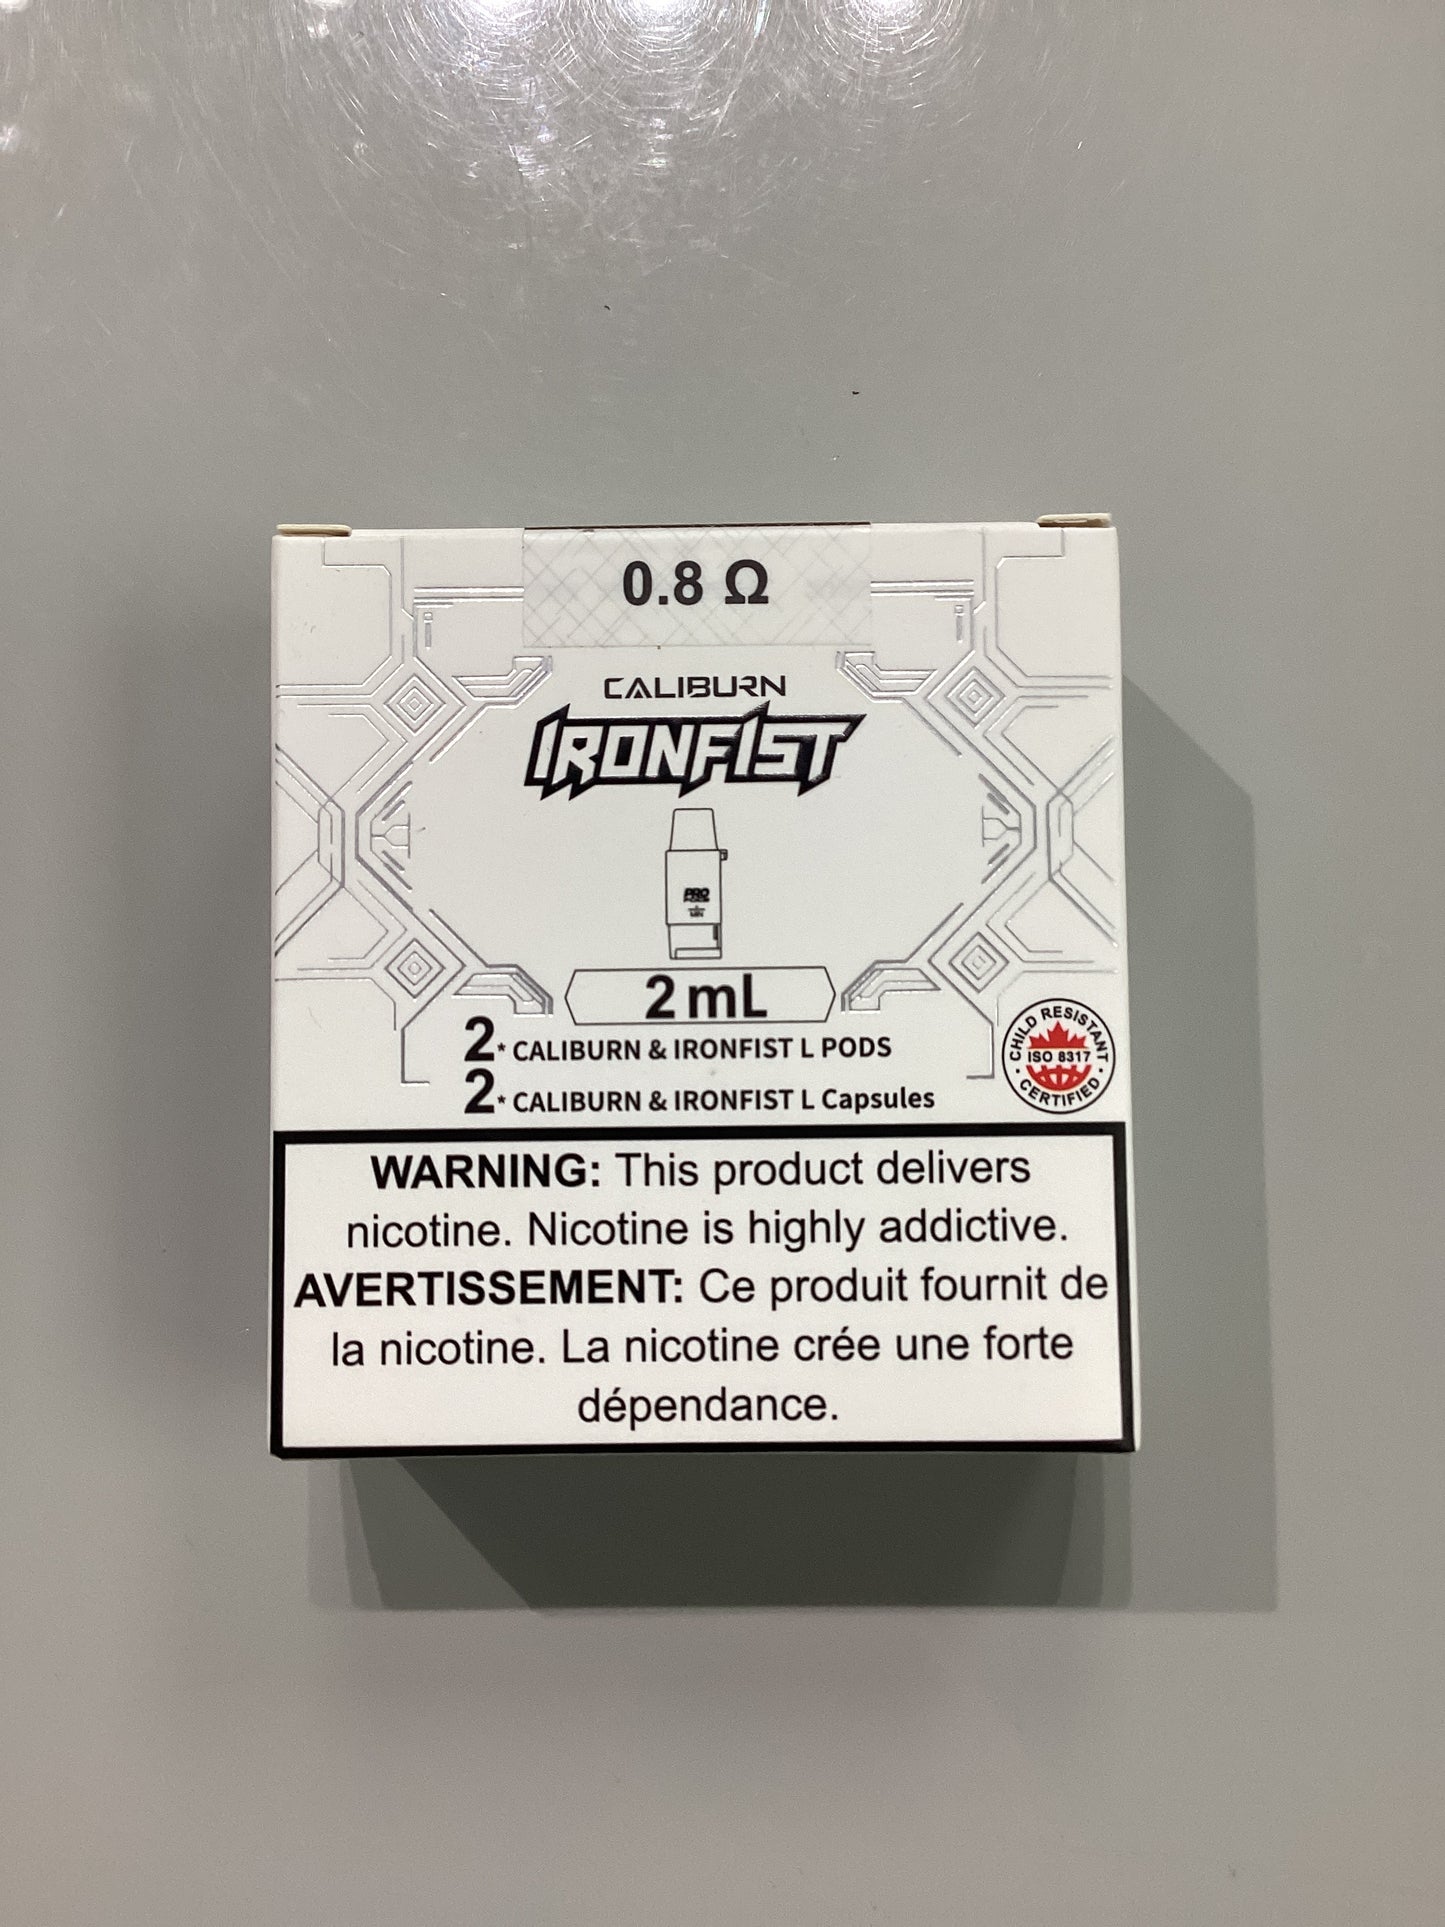 0.8 Ω
CALIBURN
IRONFIST
PRO
2 mL
2* CALIBURN & IRONFIST L PODS
2* CALIBURN & IRONFIST L Capsules
CHILD RESISTANT
ISO 8317
CERTIFIED
WARNING: This product delivers
nicotine. Nicotine is highly addictive.
AVERTISSEMENT: Ce produit fournit de
la nicotine. La nicotine crée une forte
dépendance.